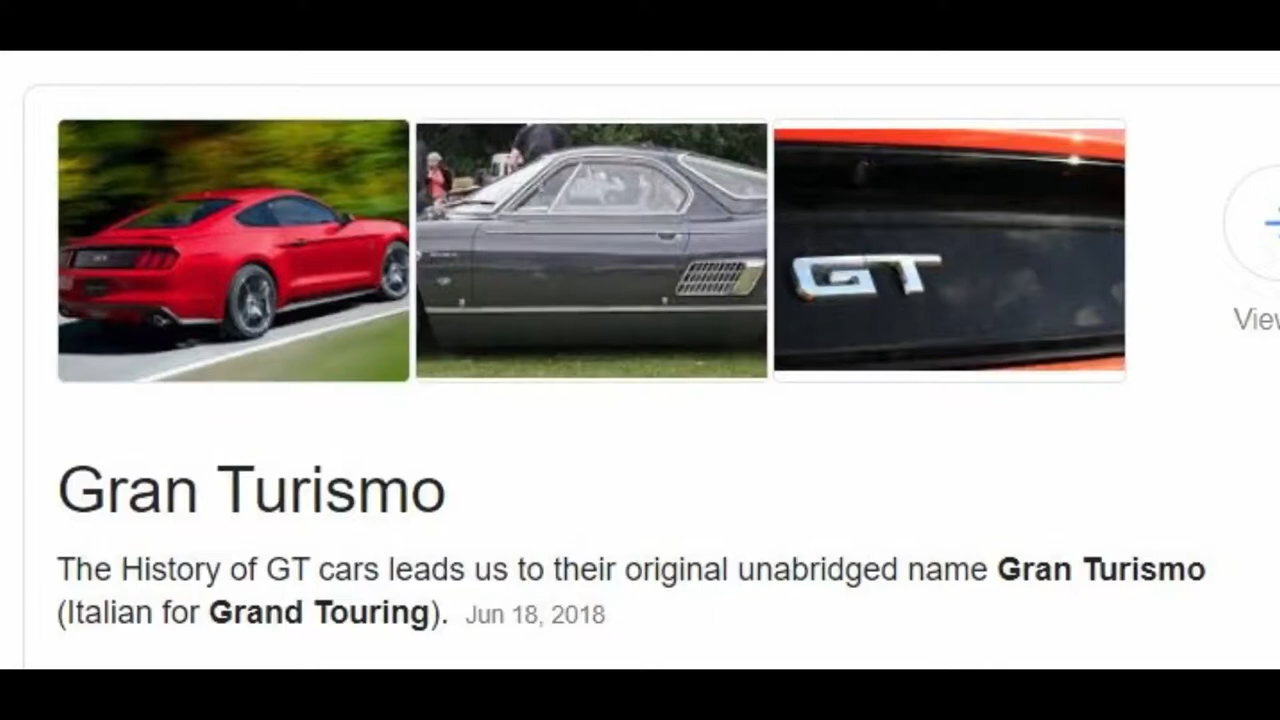 GT
View
Gran Turismo
The History of GT cars leads us to their original unabridged name Gran Turismo
(Italian for Grand Touring). Jun 18, 2018